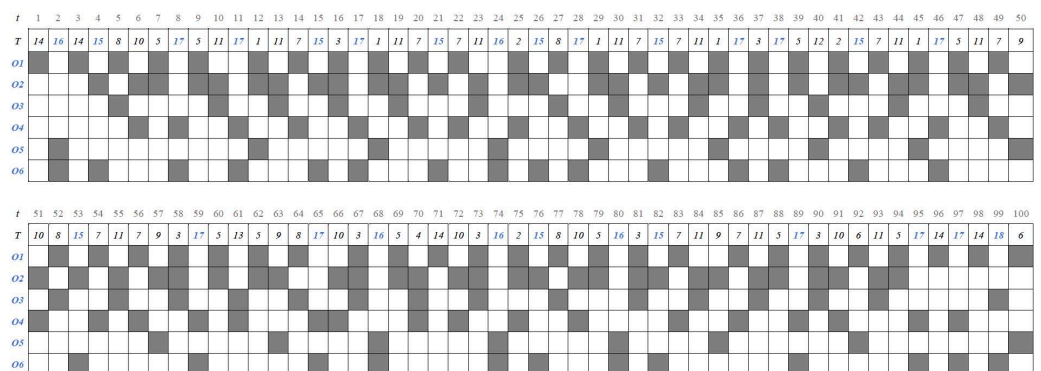 t 1 2 3 4 5 6 7 8 9 10 11 12 13 14 15 16 17 18 19 20 21 22 23 24 25 26 27 28 29 30 31 32 33 34 35 36 37 38 39 40 41 42 43 44 45 46 47 48 49 50
T 14 16 14 15 8 10 5 17 5 11 17 1 11 7 15 3 17 1 11 7 15 7 11 16 2 15 8 17 1 11 7 15 7 11 1 17 3 17 5 12 2 15 7 11 1 17 5 11 7 9
O1
O2
O3
O4
O5
O6
t 51 52 53 54 55 56 57 58 59 60 61 62 63 64 65 66 67 68 69 70 71 72 73 74 75 76 77 78 79 80 81 82 83 84 85 86 87 88 89 90 91 92 93 94 95 96 97 98 99 100
T 10 8 15 7 11 7 9 3 17 5 13 5 9 8 17 10 3 16 5 4 14 10 3 16 2 15 8 10 5 16 3 15 7 11 9 7 11 5 17 3 10 6 11 5 17 14 17 14 18 6
O1
O2
O3
O4
O5
O6